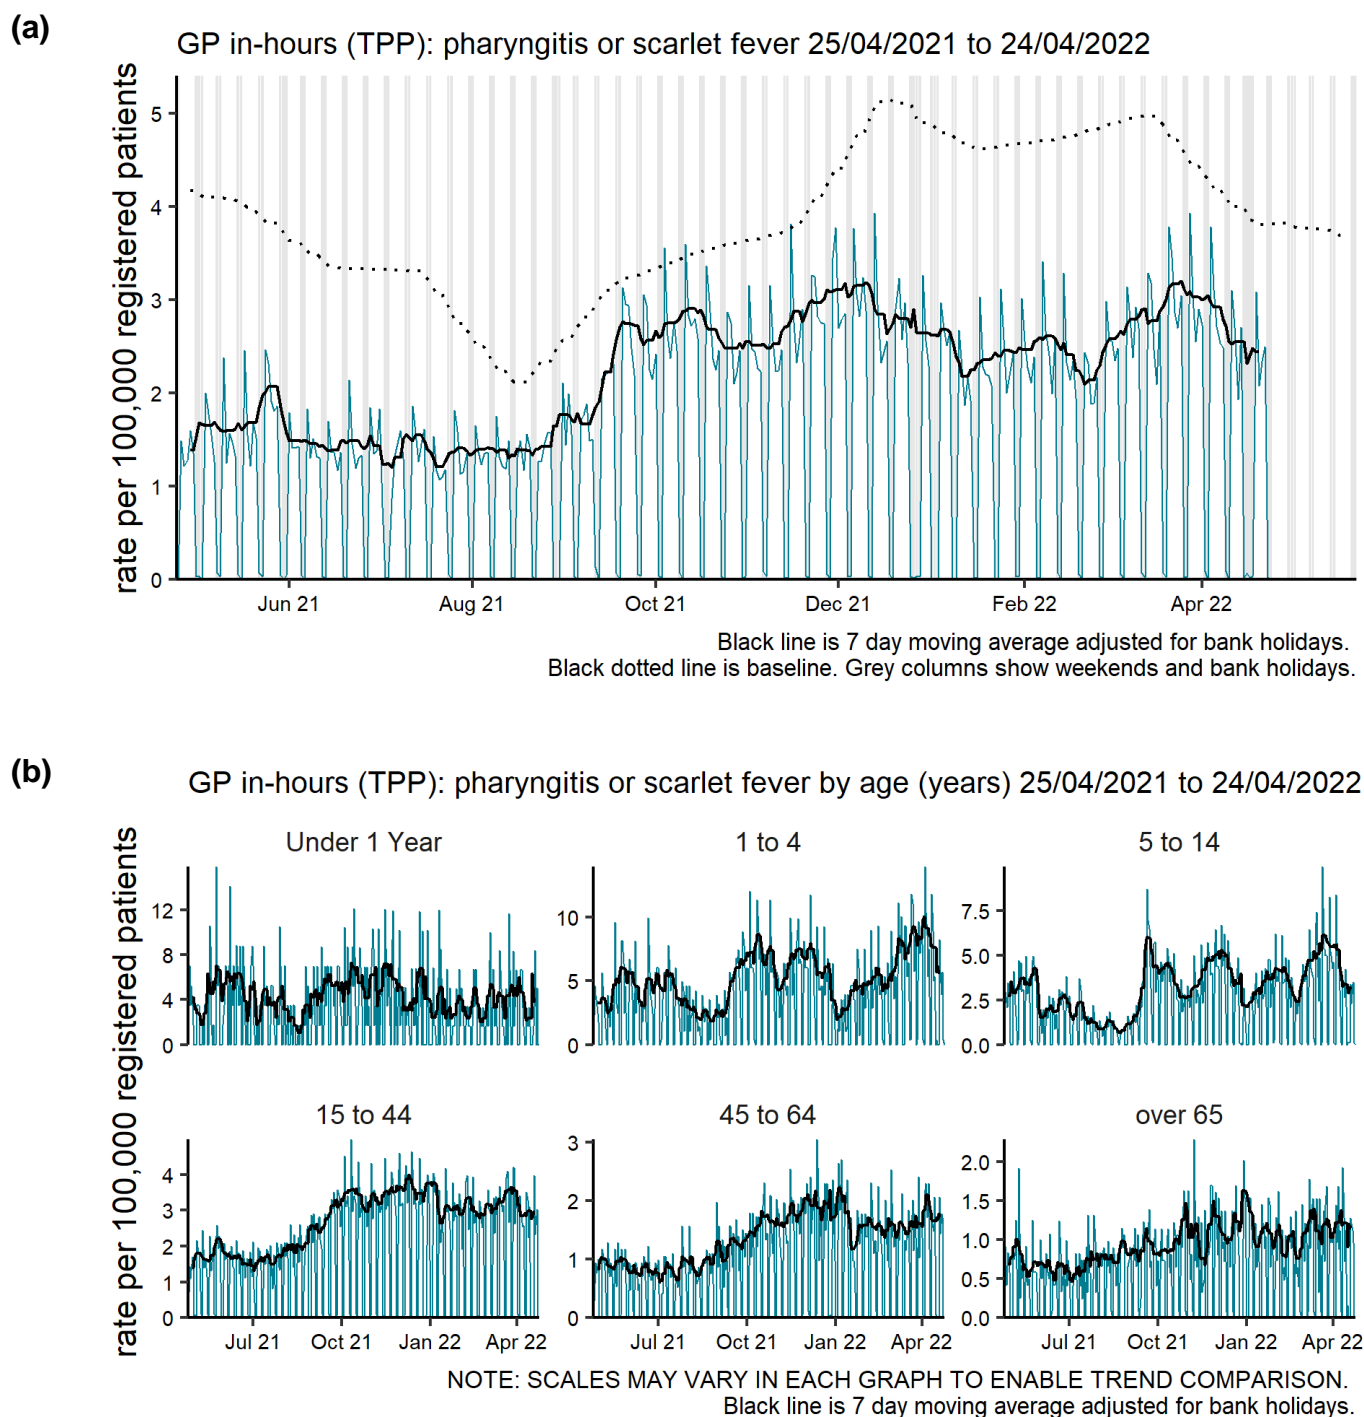 (a)
GP in-hours (TPP): pharyngitis or scarlet fever 25/04/2021 to 24/04/2022
rate per 100,000 registered patients
5
4
3
2
1
0
Jun 21 Aug 21 Oct 21 Dec 21 Feb 22 Apr 22
Black line is 7 day moving average adjusted for bank holidays.
Black dotted line is baseline. Grey columns show weekends and bank holidays.
(b)
GP in-hours (TPP): pharyngitis or scarlet fever by age (years) 25/04/2021 to 24/04/2022
rate per 100,000 registered patients
Under 1 Year
12
8
4
0
1 to 4
10
5
0
5 to 14
7.5
5.0
2.5
0.0
15 to 44
4
3
2
1
0
Jul 21 Oct 21 Jan 22 Apr 22
45 to 64
3
2
1
0
Jul 21 Oct 21 Jan 22 Apr 22
over 65
2.0
1.5
1.0
0.5
0.0
Jul 21 Oct 21 Jan 22 Apr 22
NOTE: SCALES MAY VARY IN EACH GRAPH TO ENABLE TREND COMPARISON.
Black line is 7 day moving average adjusted for bank holidays.